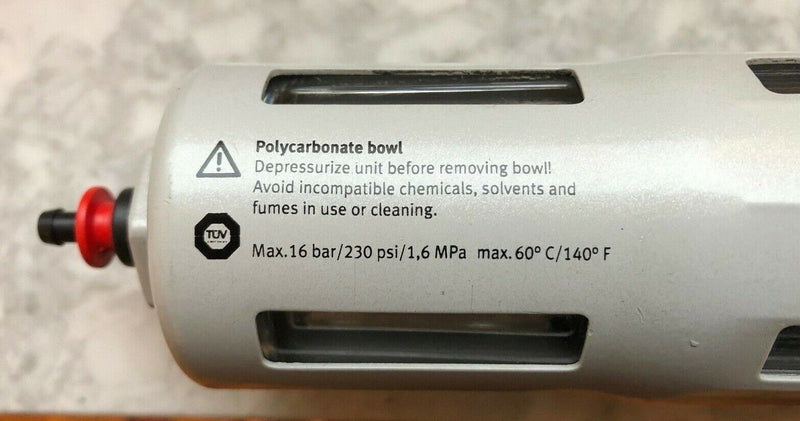 Polycarbonate bowl
Depressurize unit before removing bowl!
Avoid incompatible chemicals, solvents and
fumes in use or cleaning.
TÜV
Max.16 bar/230 psi/1,6 MPa max. 60° C/140° F